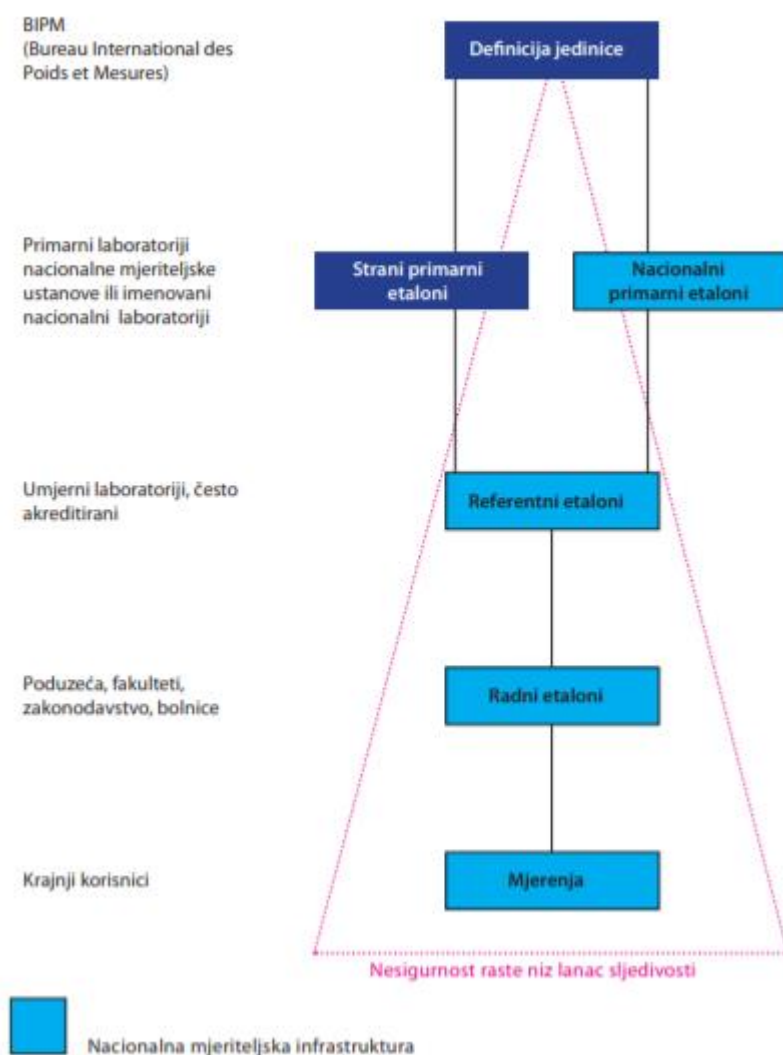 BIPM
(Bureau International des
Poids et Mesures)
Definicija jedinice
Primarni laboratoriji
nacionalne mjeriteljske
ustanove ili imenovani
nacionalni laboratoriji
Strani primarni
etaloni
Nacionalni
primarni etaloni
Umjerni laboratoriji, često
akreditirani
Referentni etaloni
Poduzeća, fakulteti,
zakonodavstvo, bolnice
Radni etaloni
Krajnji korisnici
Mjerenja
Nesigurnost raste niz lanac sljedivosti
Nacionalna mjeriteljska infrastruktura